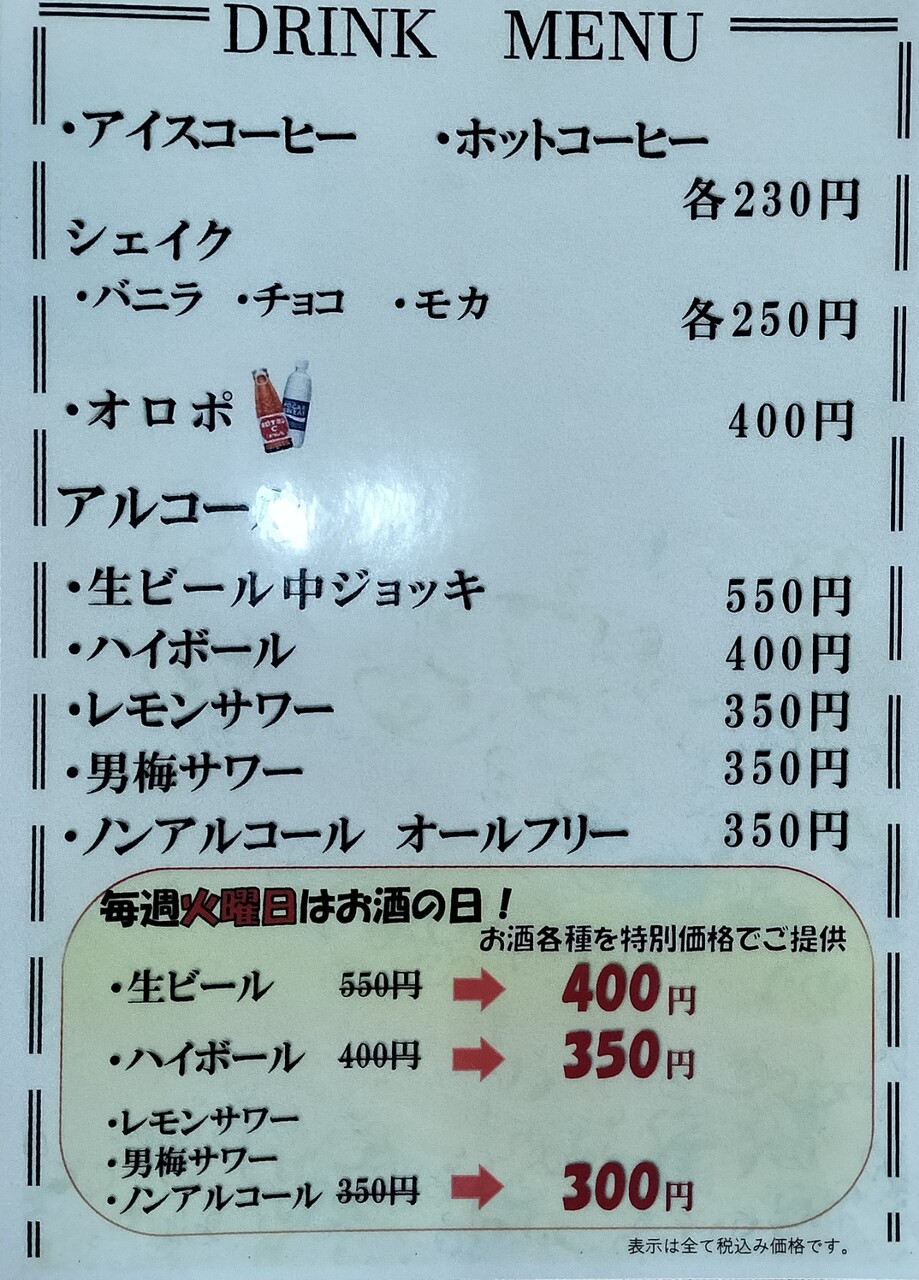 DRINK MENU
・アイスコーヒー ・ホットコーヒー
各230円
シェイク
・バニラ ・チョコ ・モカ 各250円
・オロポ 400円
アルコー
・生ビール中ジョッキ 550円
・ハイボール 400円
・レモンサワー 350円
・男梅サワー 350円
・ノンアルコール オールフリー 350円
毎週火曜日はお酒の日！
お酒各種を特別価格でご提供
・生ビール 550円 400円
・ハイボール 400円 350円
・レモンサワー
・男梅サワー
・ノンアルコール 350円 300円
表示は全て税込み価格です。